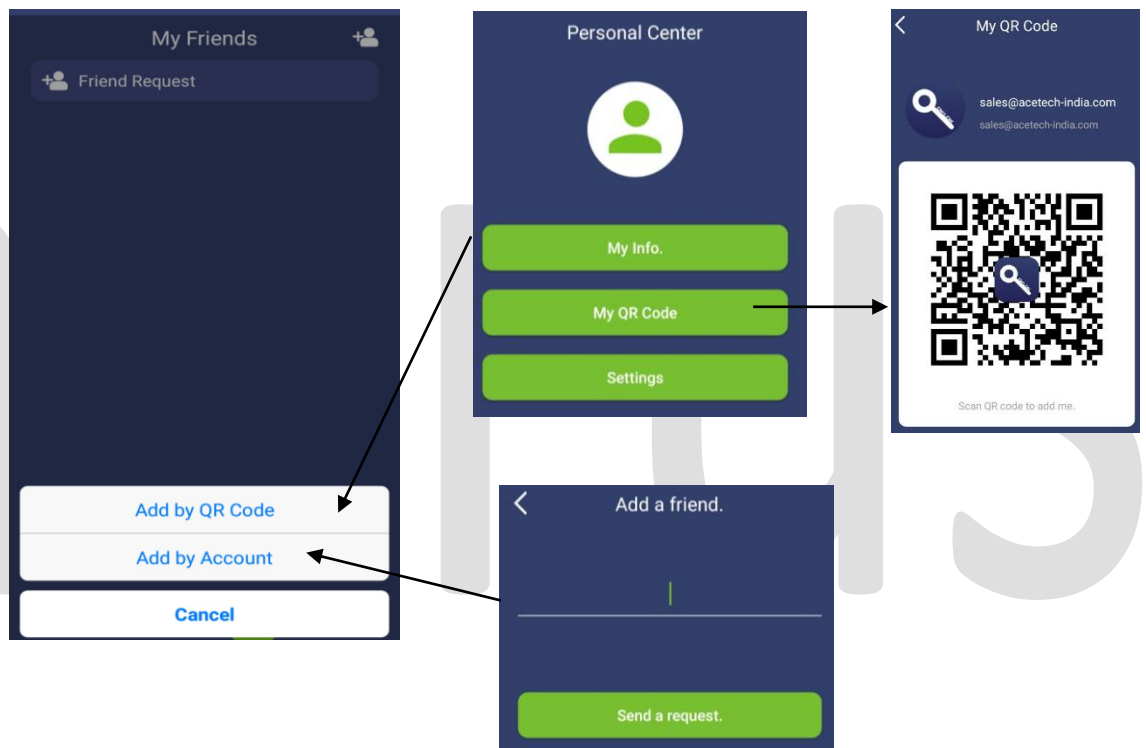 My Friends
Friend Request
Add by QR Code
Add by Account
Cancel
Personal Center
My Info.
My QR Code
Settings
My QR Code
sales@acetech-india.com
sales@acetech-india.com
Scan QR code to add me.
Add a friend.
Send a request.